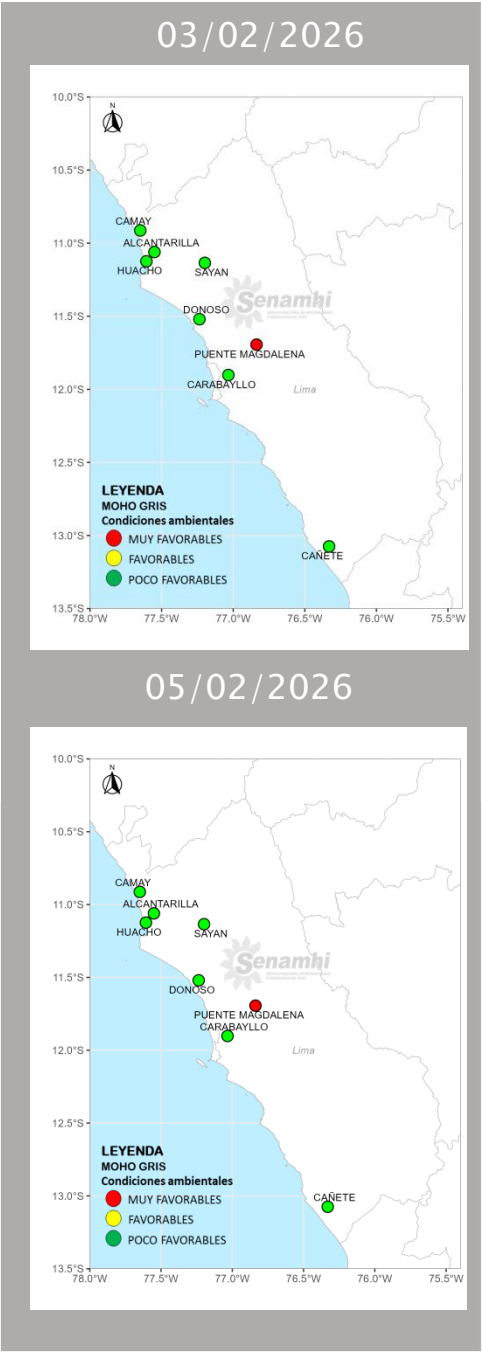 03/02/2026
10.0°S
N
10.5°S
CAMAY
11.0°S
ALCANTARILLA
HUACHO
SAYAN
Senamhi
DONOSO
11.5°S
PUENTE MAGDALENA
CARABAYLLO
12.0°S
Lima
12.5°S
LEYENDA
MOHO GRIS
Condiciones ambientales
13.0°S
MUY FAVORABLES
CAÑETE
FAVORABLES
POCO FAVORABLES
13.5°S
78.0°W 77.5°W 77.0°W 76.5°W 76.0°W 75.5°W
05/02/2026
10.0°S
N
10.5°S
CAMAY
11.0°S
ALCANTARILLA
HUACHO
SAYAN
Senamhi
11.5°S
DONOSO
PUENTE MAGDALENA
CARABAYLLO
12.0°S
Lima
12.5°S
LEYENDA
MOHO GRIS
Condiciones ambientales
13.0°S
CAÑETE
MUY FAVORABLES
FAVORABLES
POCO FAVORABLES
13.5°S
78.0°W 77.5°W 77.0°W 76.5°W 76.0°W 75.5°W